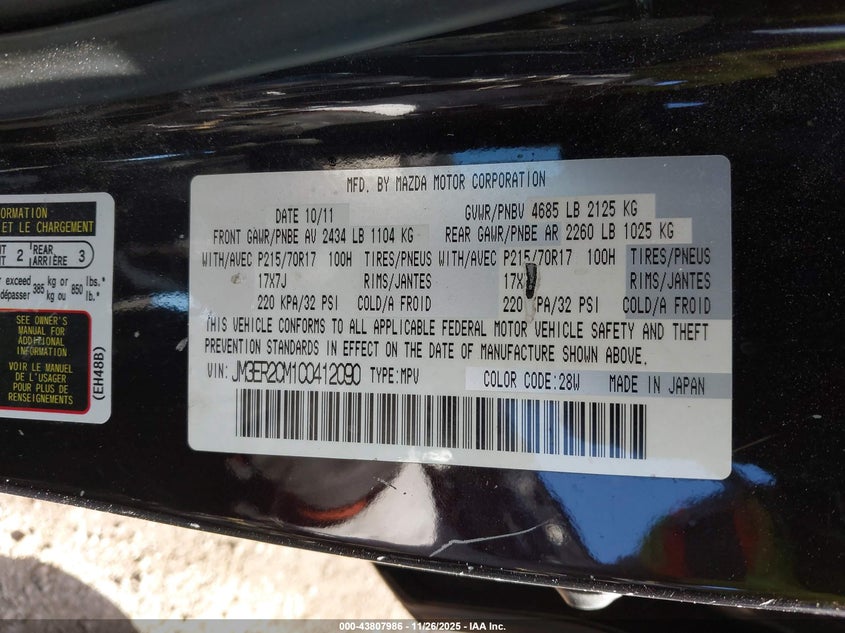 MFD. BY MAZDA MOTOR CORPORATION
DATE 10/11 GVWR/PNBV 4685 LB 2125 KG
FRONT GAWR/PNBE AV 2434 LB 1104 KG REAR GAWR/PNBE AR 2260 LB 1025 KG
WITH/AVEC P215/70R17 100H TIRES/PNEUS WITH/AVEC P215/70R17 100H TIRES/PNEUS
17X7J RIMS/JANTES 17X RIMS/JANTES
220 KPA/32 PSI COLD/A FROID 220 KPA/32 PSI COLD/A FROID
THIS VEHICLE CONFORMS TO ALL APPLICABLE FEDERAL MOTOR VEHICLE SAFETY AND THEFT
PREVENTION STANDARDS IN EFFECT ON THE DATE OF MANUFACTURE SHOWN ABOVE.
VIN: JM3ER2CM1C0412090 TYPE:MPV COLOR CODE:28W MADE IN JAPAN
ORMATION
ET LE CHARGEMENT
2 REAR ARRIÈRE 3
exceed 385 kg or 850 lbs.*
dépasser kg ou lb.*
SEE OWNER'S
MANUAL FOR
ADDITIONAL
INFORMATION
VOIR LE MANUEL
DE L'USAGER
POUR PLUS DE
RENSEIGNEMENTS
(EH48B)
000-43807986 - 11/26/2025 - IAA Inc.